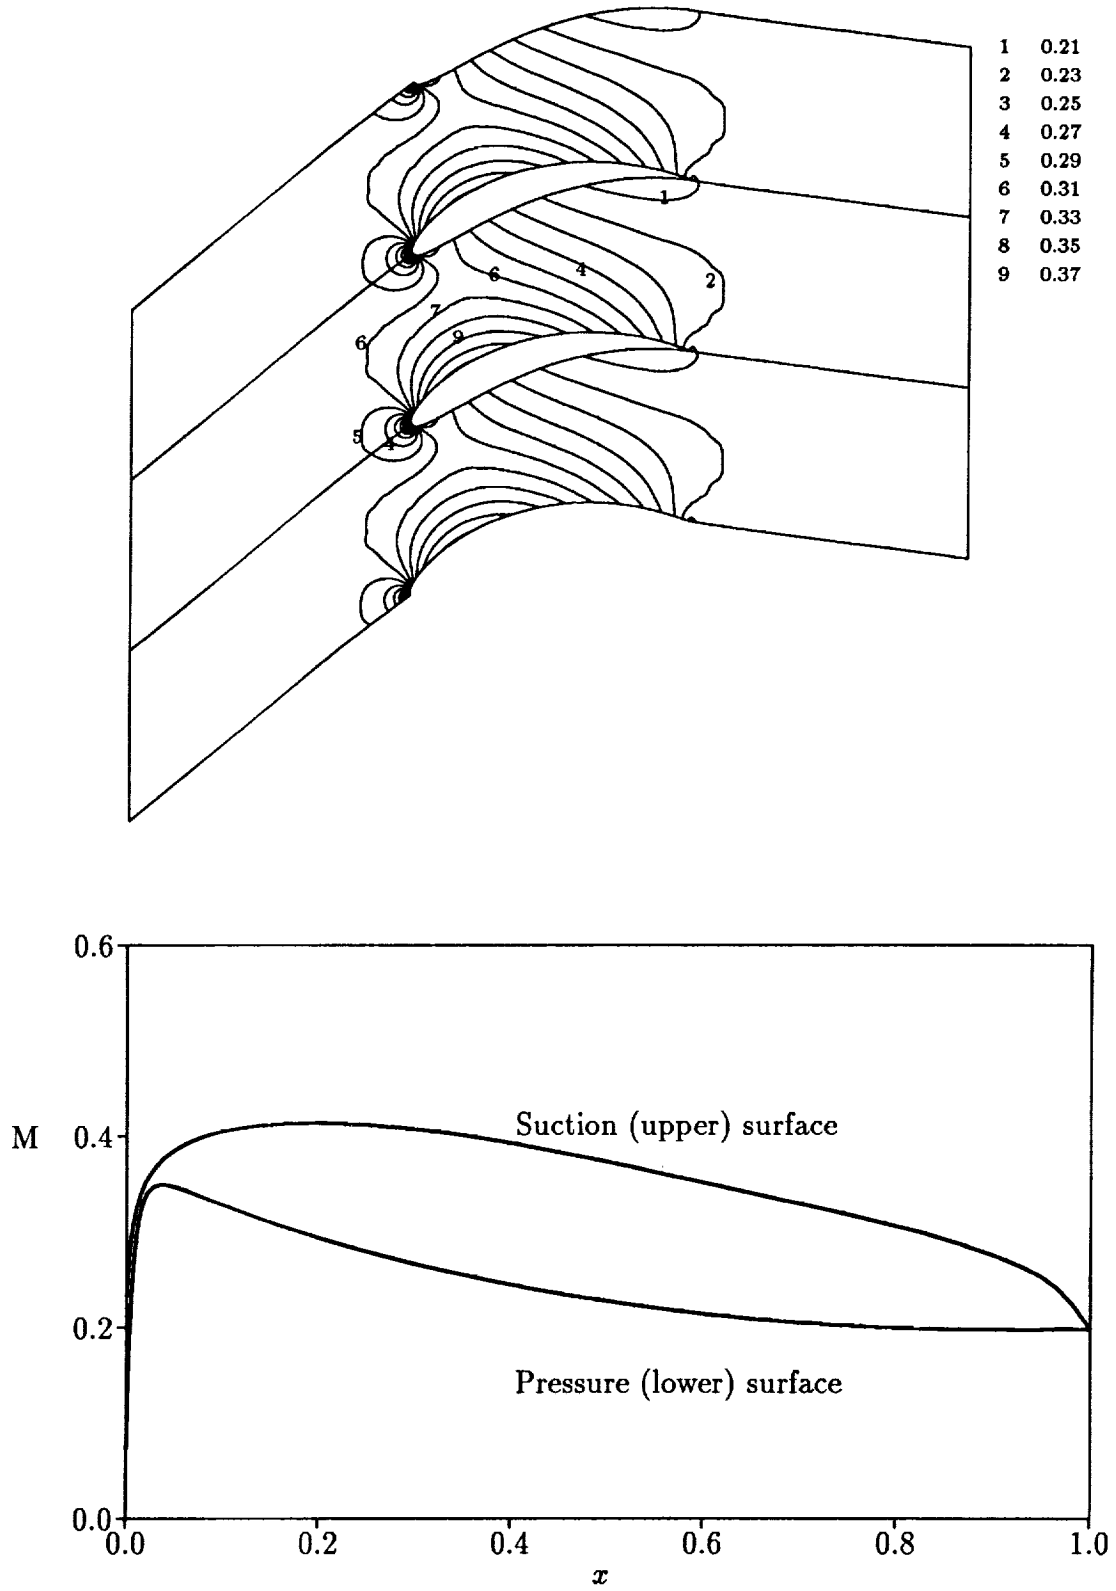 1 0.21
2 0.23
3 0.25
4 0.27
5 0.29
6 0.31
7 0.33
8 0.35
9 0.37
1
6 4 2
7
6 9
5 4
0.6
Suction (upper) surface
M 0.4
0.2
Pressure (lower) surface
0.0
0.0 0.2 0.4 0.6 0.8 1.0
x